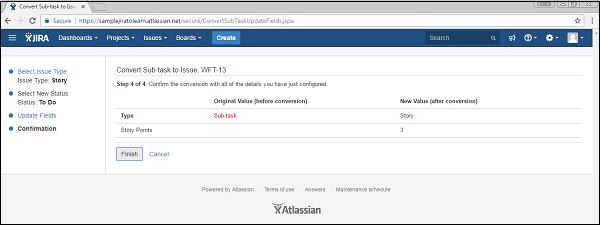 Convert Sub-task to Issu
Secure https://samplejiratolearn.atlassian.net/secure/ConvertSubTaskUpdateFields.jspa
JIRA Dashboards Projects Issues Boards Create Search
Select Issue Type
Issue Type: Story
Select New Status
Status: To Do
Update Fields
Confirmation
Convert Sub-task to Issue: WFT-13
Step 4 of 4: Confirm the conversion with all of the details you have just configured.
Original Value (before conversion) New Value (after conversion)
Type Sub-task Story
Story Points 3
Finish Cancel
Powered by Atlassian · Terms of use · Answers · Maintenance schedule
Atlassian